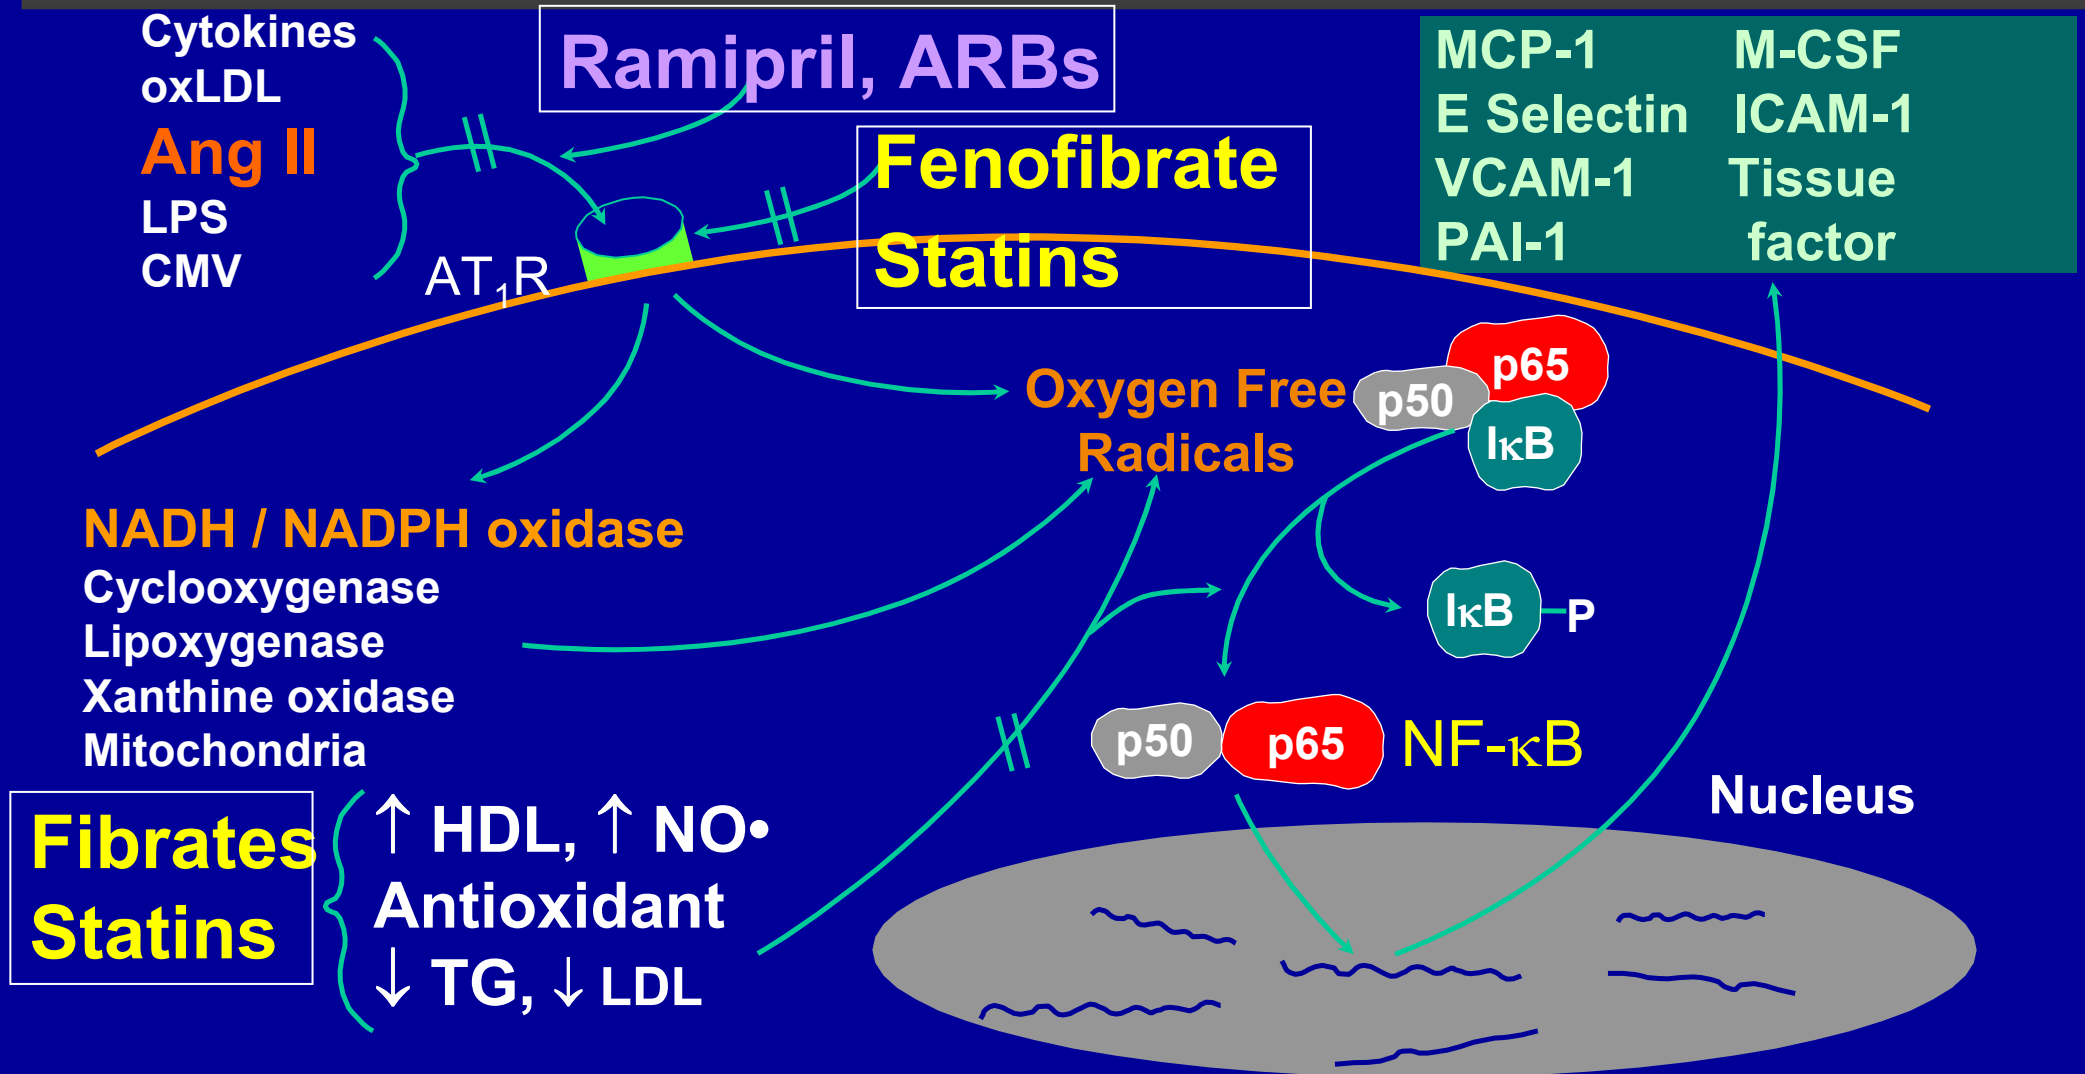 Cytokines
oxLDL
Ang II
LPS
CMV
Ramipril, ARBs
Fenofibrate
Statins
MCP-1 M-CSF
E Selectin ICAM-1
VCAM-1 Tissue
PAI-1 factor
AT₁R
Oxygen Free
Radicals
p65
p50
IκB
NADH / NADPH oxidase
Cyclooxygenase
Lipoxygenase
Xanthine oxidase
Mitochondria
IκB P
p50 p65 NF-κB
Nucleus
Fibrates
Statins
↑ HDL, ↑ NO•
Antioxidant
↓ TG, ↓ LDL